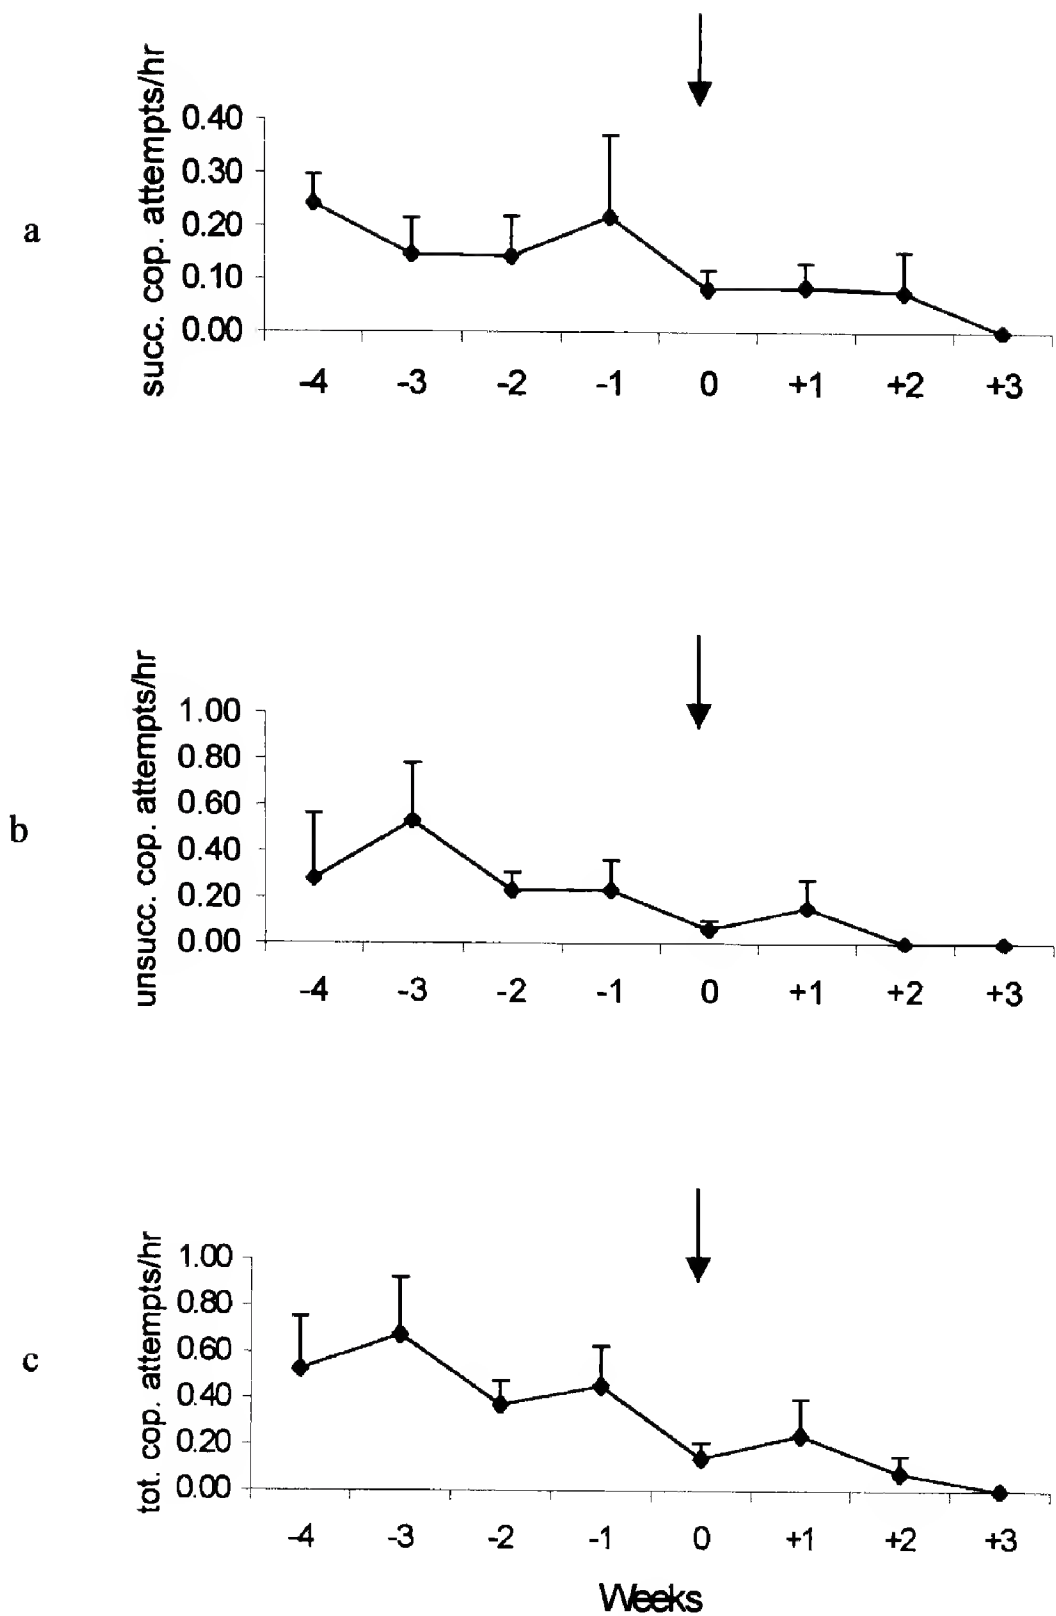 a
succ. cop. attempts/hr
0.40
0.30
0.20
0.10
0.00
-4 -3 -2 -1 0 +1 +2 +3
b
unsucc. cop. attempts/hr
1.00
0.80
0.60
0.40
0.20
0.00
-4 -3 -2 -1 0 +1 +2 +3
c
tot. cop. attempts/hr
1.00
0.80
0.60
0.40
0.20
0.00
-4 -3 -2 -1 0 +1 +2 +3
Weeks